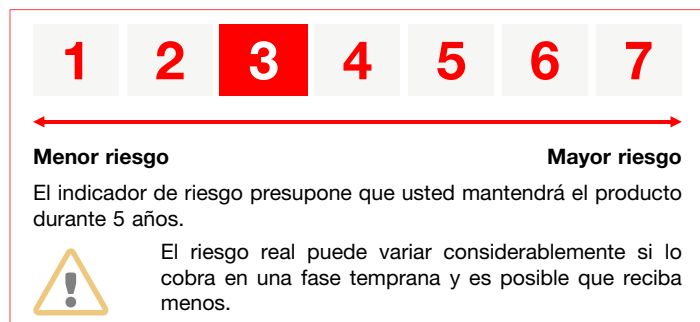 1 2 3 4 5 6 7
Menor riesgo Mayor riesgo
El indicador de riesgo presupone que usted mantendrá el producto
durante 5 años.
El riesgo real puede variar considerablemente si lo
cobra en una fase temprana y es posible que reciba
menos.